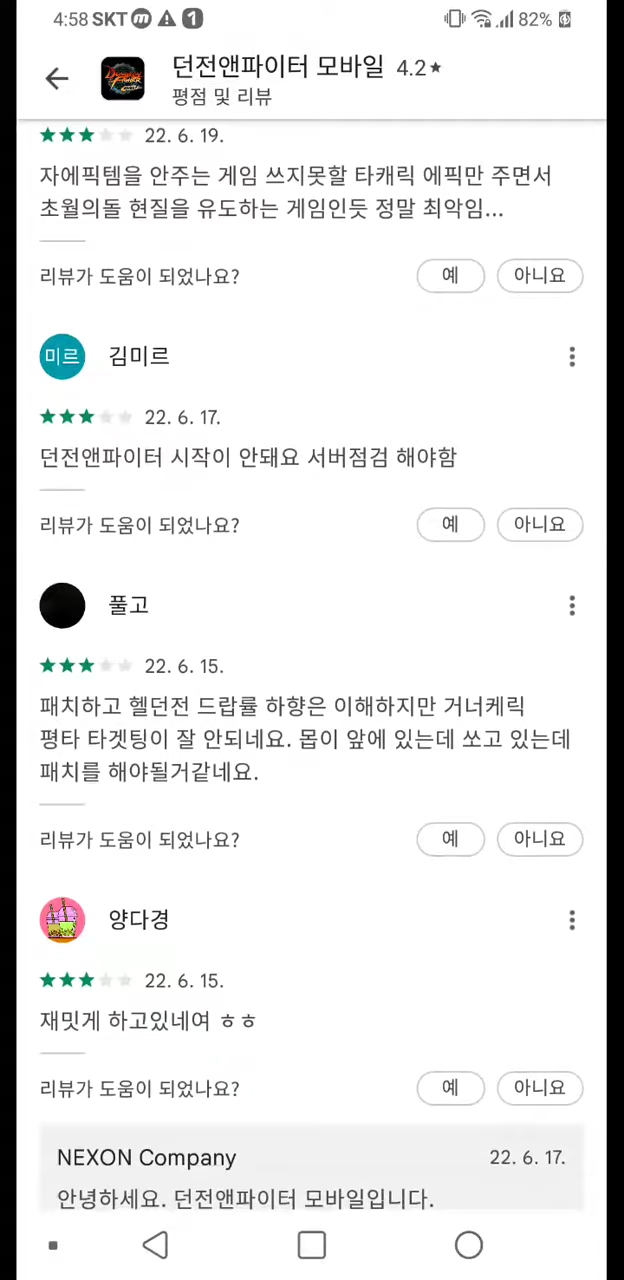 4:58 SKT m 1 82%
던전앤파이터 모바일 4.2★
평점 및 리뷰
22. 6. 19.
자에픽템을 안주는 게임 쓰지못할 타캐릭 에픽만 주면서
초월의돌 현질을 유도하는 게임인듯 정말 최악임...
리뷰가 도움이 되었나요? 예 아니요
미르 김미르
22. 6. 17.
던전앤파이터 시작이 안돼요 서버점검 해야함
리뷰가 도움이 되었나요? 예 아니요
풀고
22. 6. 15.
패치하고 헬던전 드랍률 하향은 이해하지만 거너케릭
평타 타겟팅이 잘 안되네요. 몹이 앞에 있는데 쏘고 있는데
패치를 해야될거같네요.
리뷰가 도움이 되었나요? 예 아니요
양다경
22. 6. 15.
재밋게 하고있네여 ㅎㅎ
리뷰가 도움이 되었나요? 예 아니요
NEXON Company 22. 6. 17.
안녕하세요. 던전앤파이터 모바일입니다.